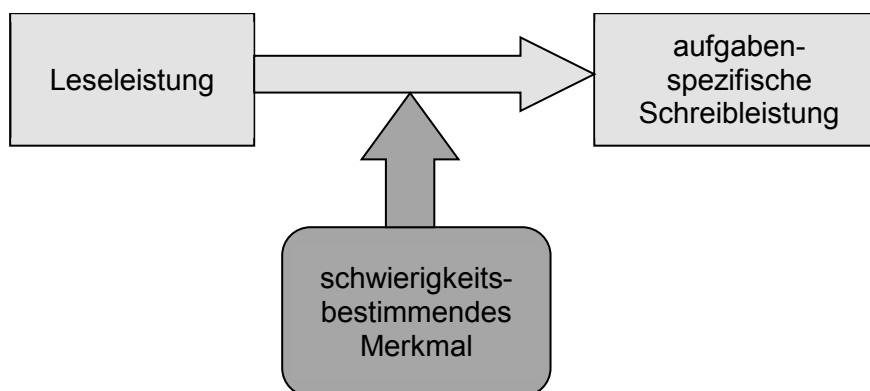 Leseleistung
aufgaben-
spezifische
Schreibleistung
schwierigkeits-
bestimmendes
Merkmal